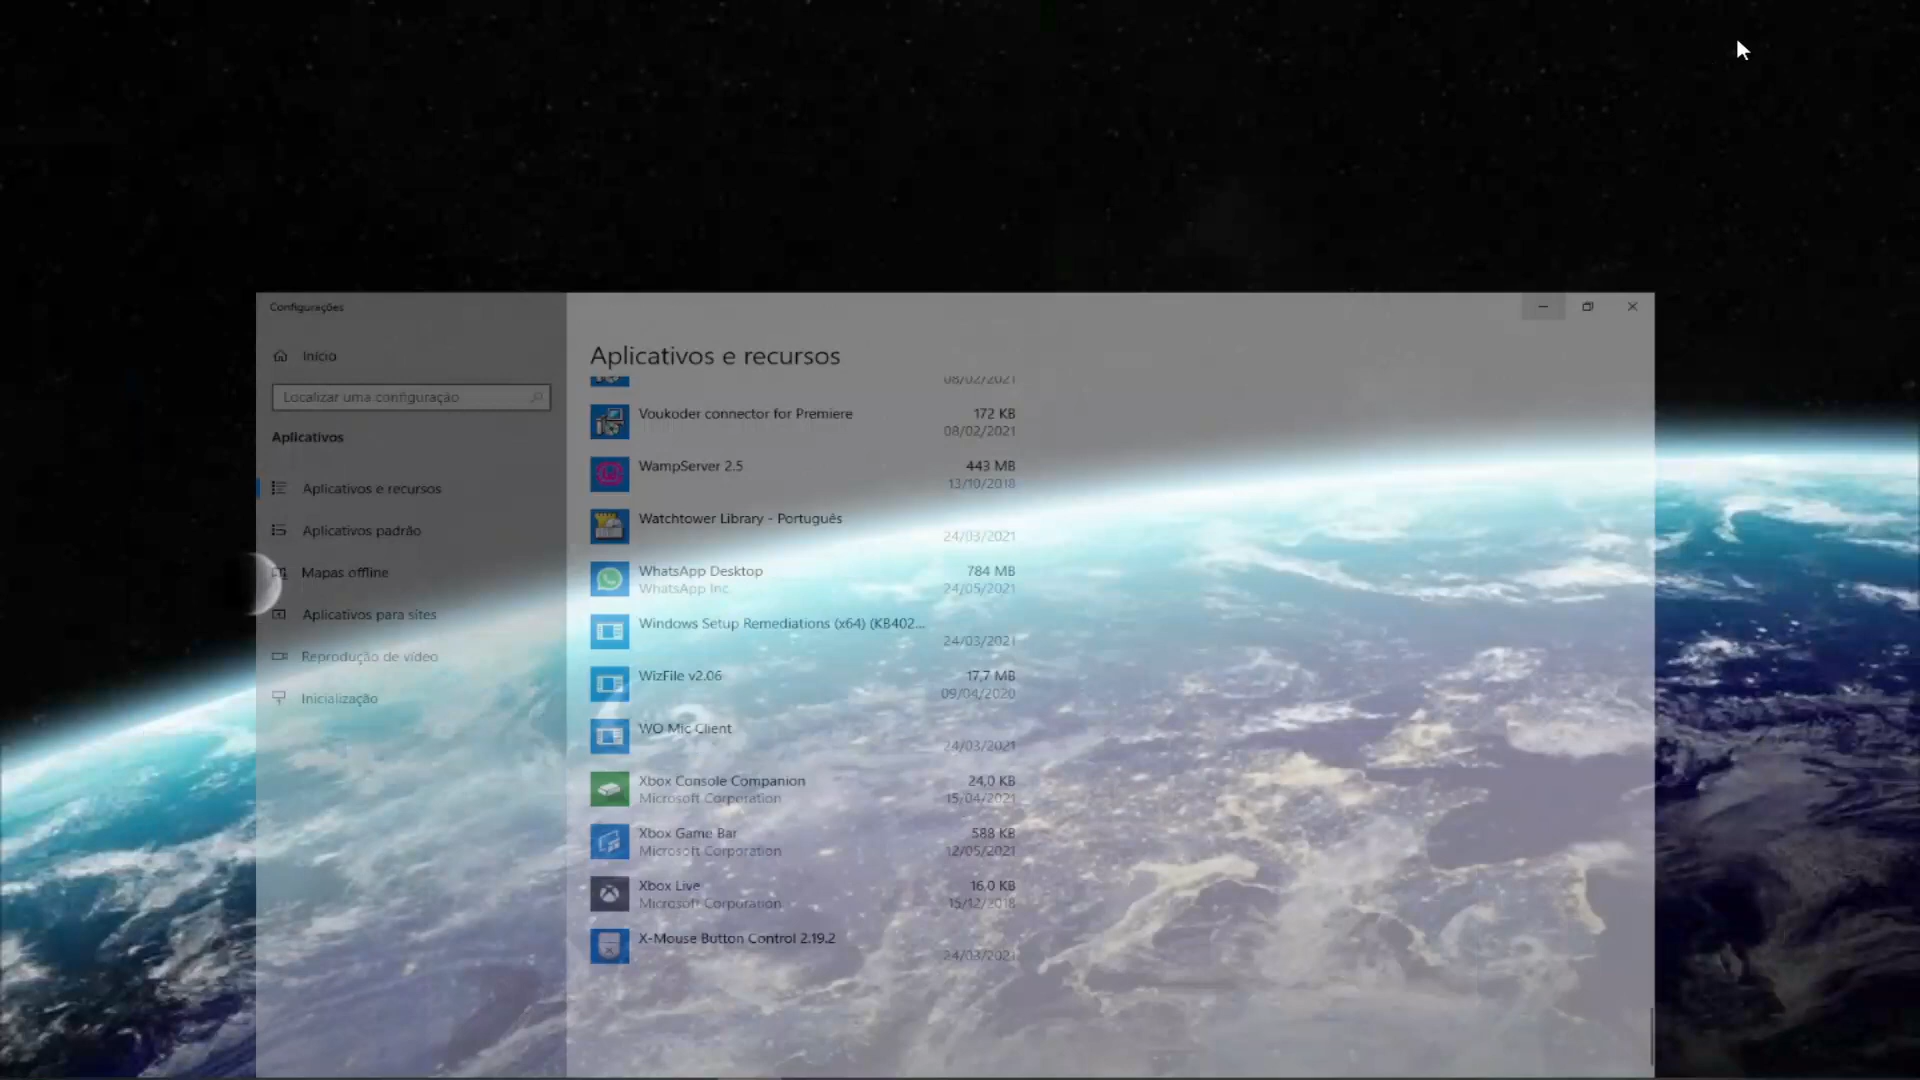 Configurações
Início
Localizar uma configuração
Aplicativos
Aplicativos e recursos
Aplicativos padrão
Mapas offline
Aplicativos para sites
Reprodução de vídeo
Inicialização
Aplicativos e recursos
08/02/2021
Voukoder connector for Premiere 172 KB
08/02/2021
WampServer 2.5 443 MB
13/10/2018
Watchtower Library - Português
24/03/2021
WhatsApp Desktop 784 MB
WhatsApp Inc. 24/05/2021
Windows Setup Remediations (x64) (KB402...
24/03/2021
WizFile v2.06 17,7 MB
09/04/2020
WO Mic Client
24/03/2021
Xbox Console Companion 24,0 KB
Microsoft Corporation 15/04/2021
Xbox Game Bar 588 KB
Microsoft Corporation 12/05/2021
Xbox Live 16,0 KB
Microsoft Corporation 15/12/2018
X-Mouse Button Control 2.19.2
24/03/2021